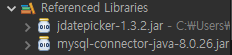 Referenced Libraries
jdatepicker-1.3.2.jar - C:₩Users₩
mysql-connector-java-8.0.26.jar